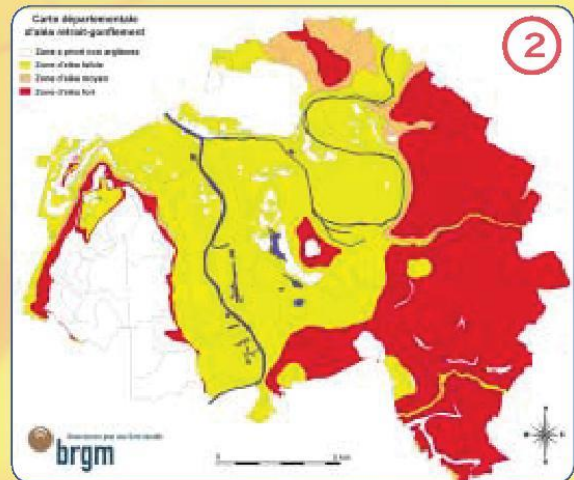 Carte départementale
d'aléa retrait-gonflement
Zone a priori non argileuse
Zone d'aléa faible
Zone d'aléa moyen
Zone d'aléa fort
2
brgm